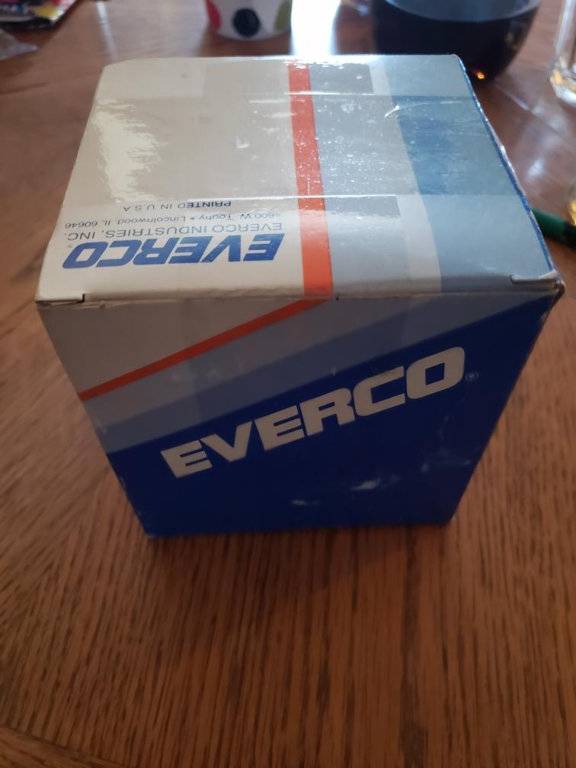 EVERCO®
EVERCO INDUSTRIES, INC.
Touhy • Lincolnwood, IL 60646
PRINTED IN U.S.A.
EVERCO®